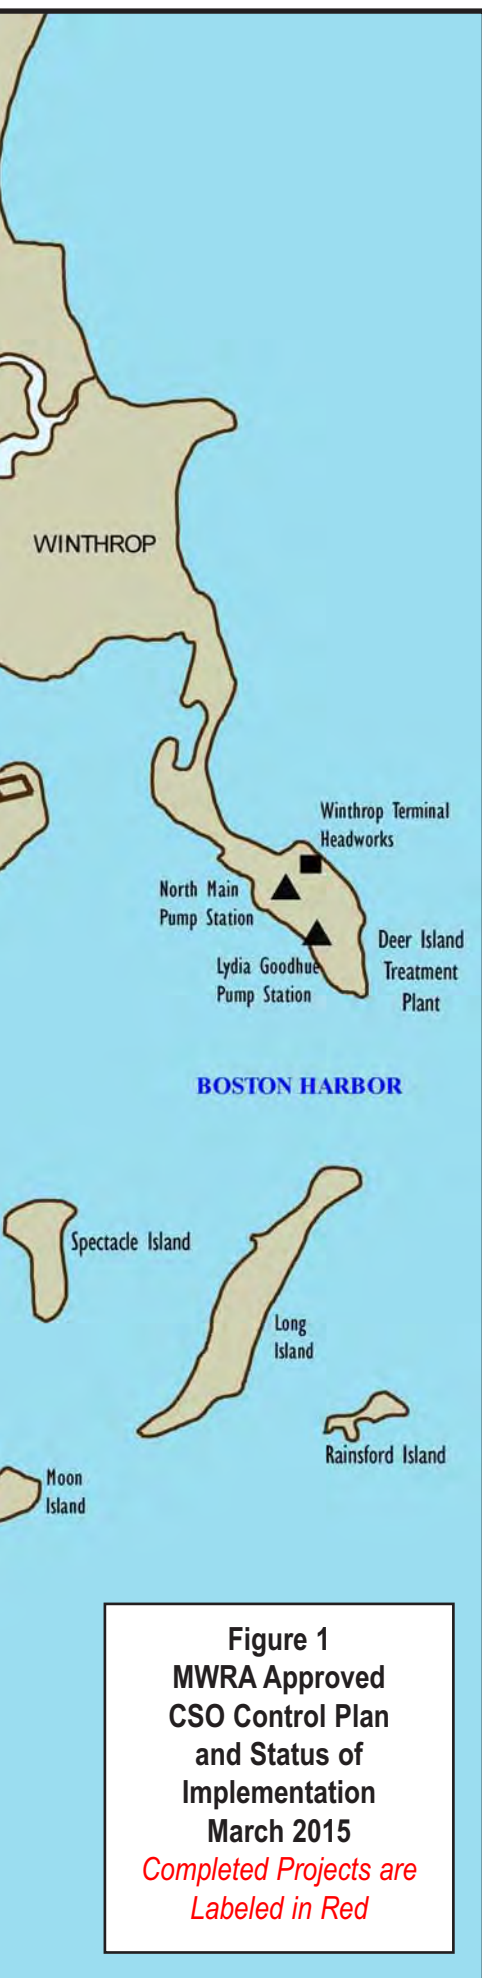 WINTHROP
Winthrop Terminal
Headworks
North Main
Pump Station
Lydia Goodhue
Pump Station
Deer Island
Treatment
Plant
BOSTON HARBOR
Spectacle Island
Long
Island
Rainsford Island
Moon
Island
Figure 1
MWRA Approved
CSO Control Plan
and Status of
Implementation
March 2015
Completed Projects are
Labeled in Red